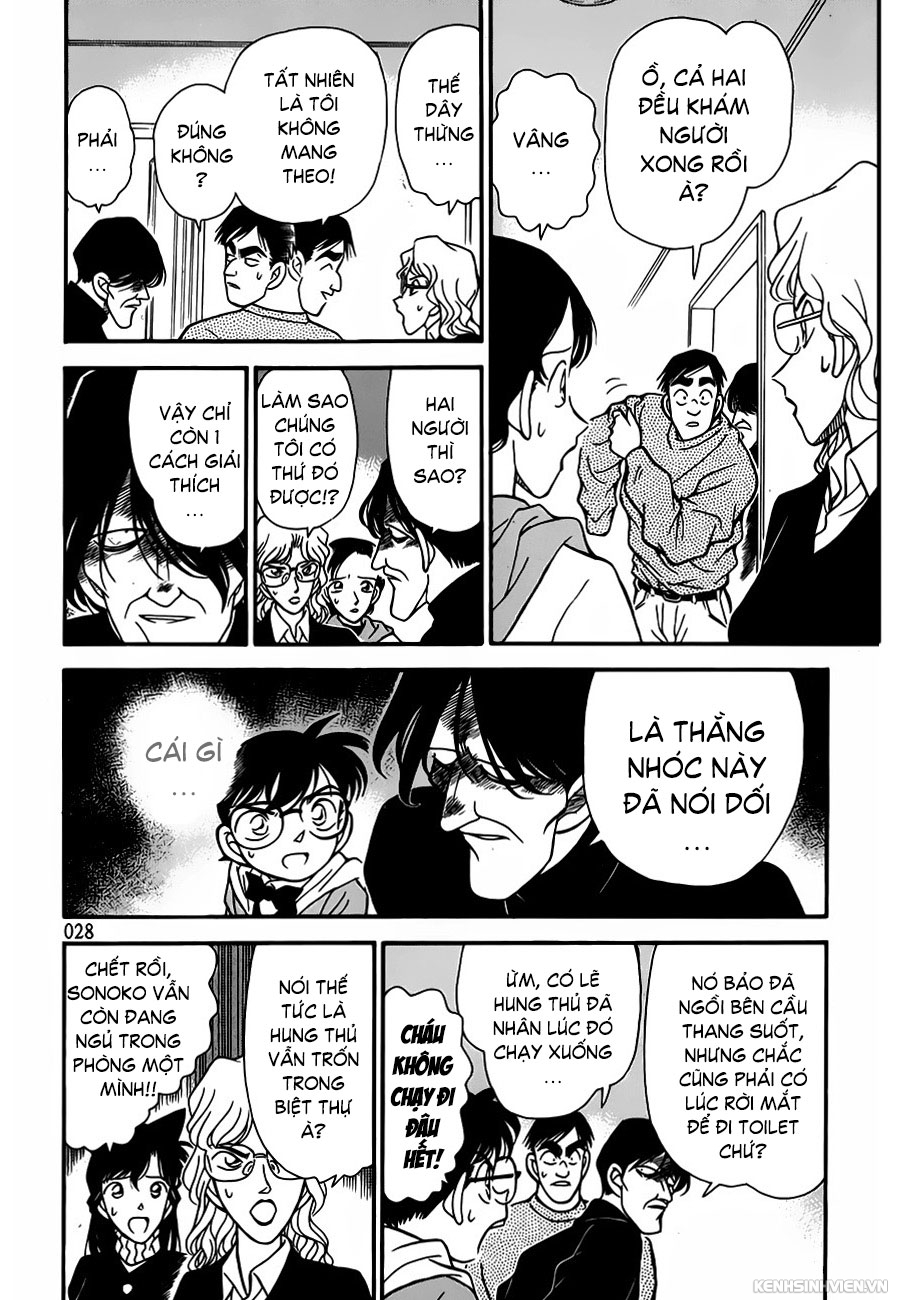 Ồ, CẢ HAI
ĐỀU KHÁM
NGƯỜI
XONG RỒI
À?
VÂNG
...
THẾ
DÂY
THỪNG
...
TẤT NHIÊN
LÀ TÔI
KHÔNG
MANG
THEO!
ĐÚNG
KHÔNG
?
PHẢI
...
HAI
NGƯỜI
THÌ
SAO?
LÀM SAO
CHÚNG
TÔI CÓ
THỨ ĐÓ
ĐƯỢC!?
VẬY CHỈ
CÒN 1
CÁCH GIẢI
THÍCH
...
LÀ THẰNG
NHÓC NÀY
ĐÃ NÓI DỐI
...
CÁI GÌ
...
028
NÓ BẢO ĐÃ
NGỒI BÊN CẦU
THANG SUỐT,
NHƯNG CHẮC
CŨNG PHẢI CÓ
LÚC RỜI MẮT
ĐỂ ĐI TOILET
CHỨ?
ỪM, CÓ LẼ
HUNG THỦ ĐÃ
NHÂN LÚC ĐÓ
CHẠY XUỐNG
...
CHÁU
KHÔNG
CHẠY ĐI
ĐÂU
HẾT!
NÓI THẾ
TỨC LÀ
HUNG THỦ
VẪN TRỐN
TRONG
BIỆT THỰ
À?
CHẾT RỒI,
SONOKO VẪN
CÒN ĐANG
NGỦ TRONG
PHÒNG MỘT
MÌNH!!
KENHSINHVIEN.VN